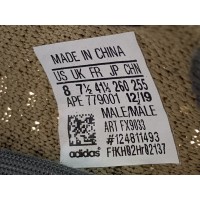 MADE IN CHINA
US UK FR JP CHN
8 7½ 41⅓ 260 255
APE 779001 12/19
MALE/MALE
ART FX9033
#124811493
adidas